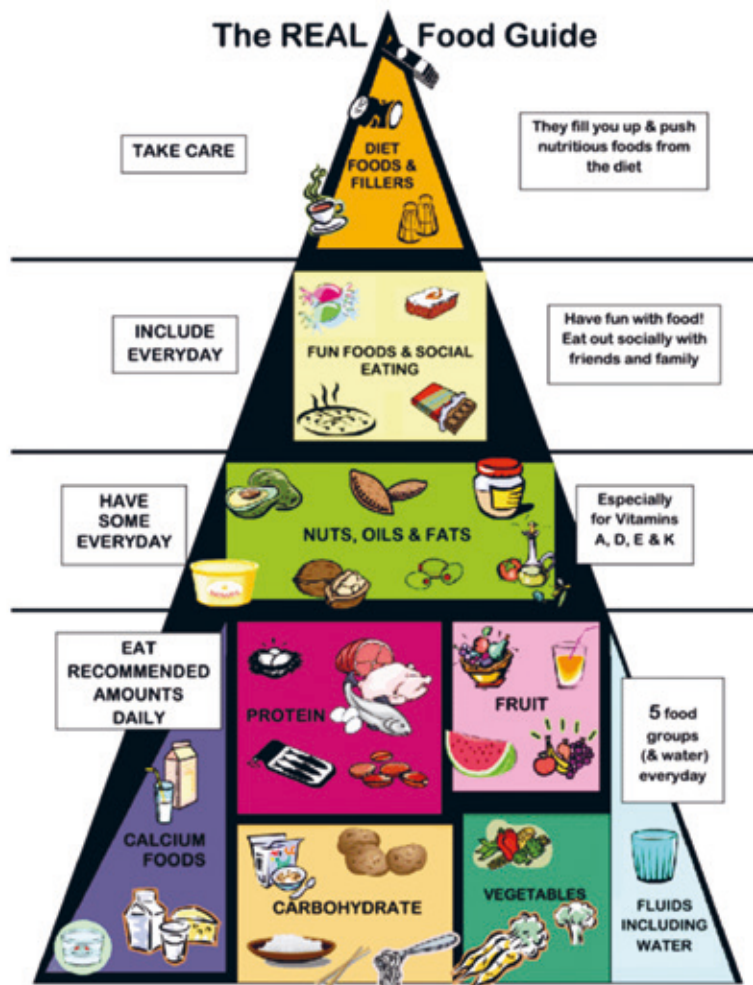 The REAL Food Guide
TAKE CARE
DIET
FOODS &
FILLERS
They fill you up & push
nutritious foods from
the diet
INCLUDE
EVERYDAY
FUN FOODS & SOCIAL
EATING
Have fun with food!
Eat out socially with
friends and family
HAVE
SOME
EVERYDAY
NUTS, OILS & FATS
Especially
for Vitamins
A, D, E & K
EAT
RECOMMENDED
AMOUNTS
DAILY
PROTEIN
FRUIT
5 food
groups
(& water)
everyday
CALCIUM
FOODS
CARBOHYDRATE
VEGETABLES
FLUIDS
INCLUDING
WATER